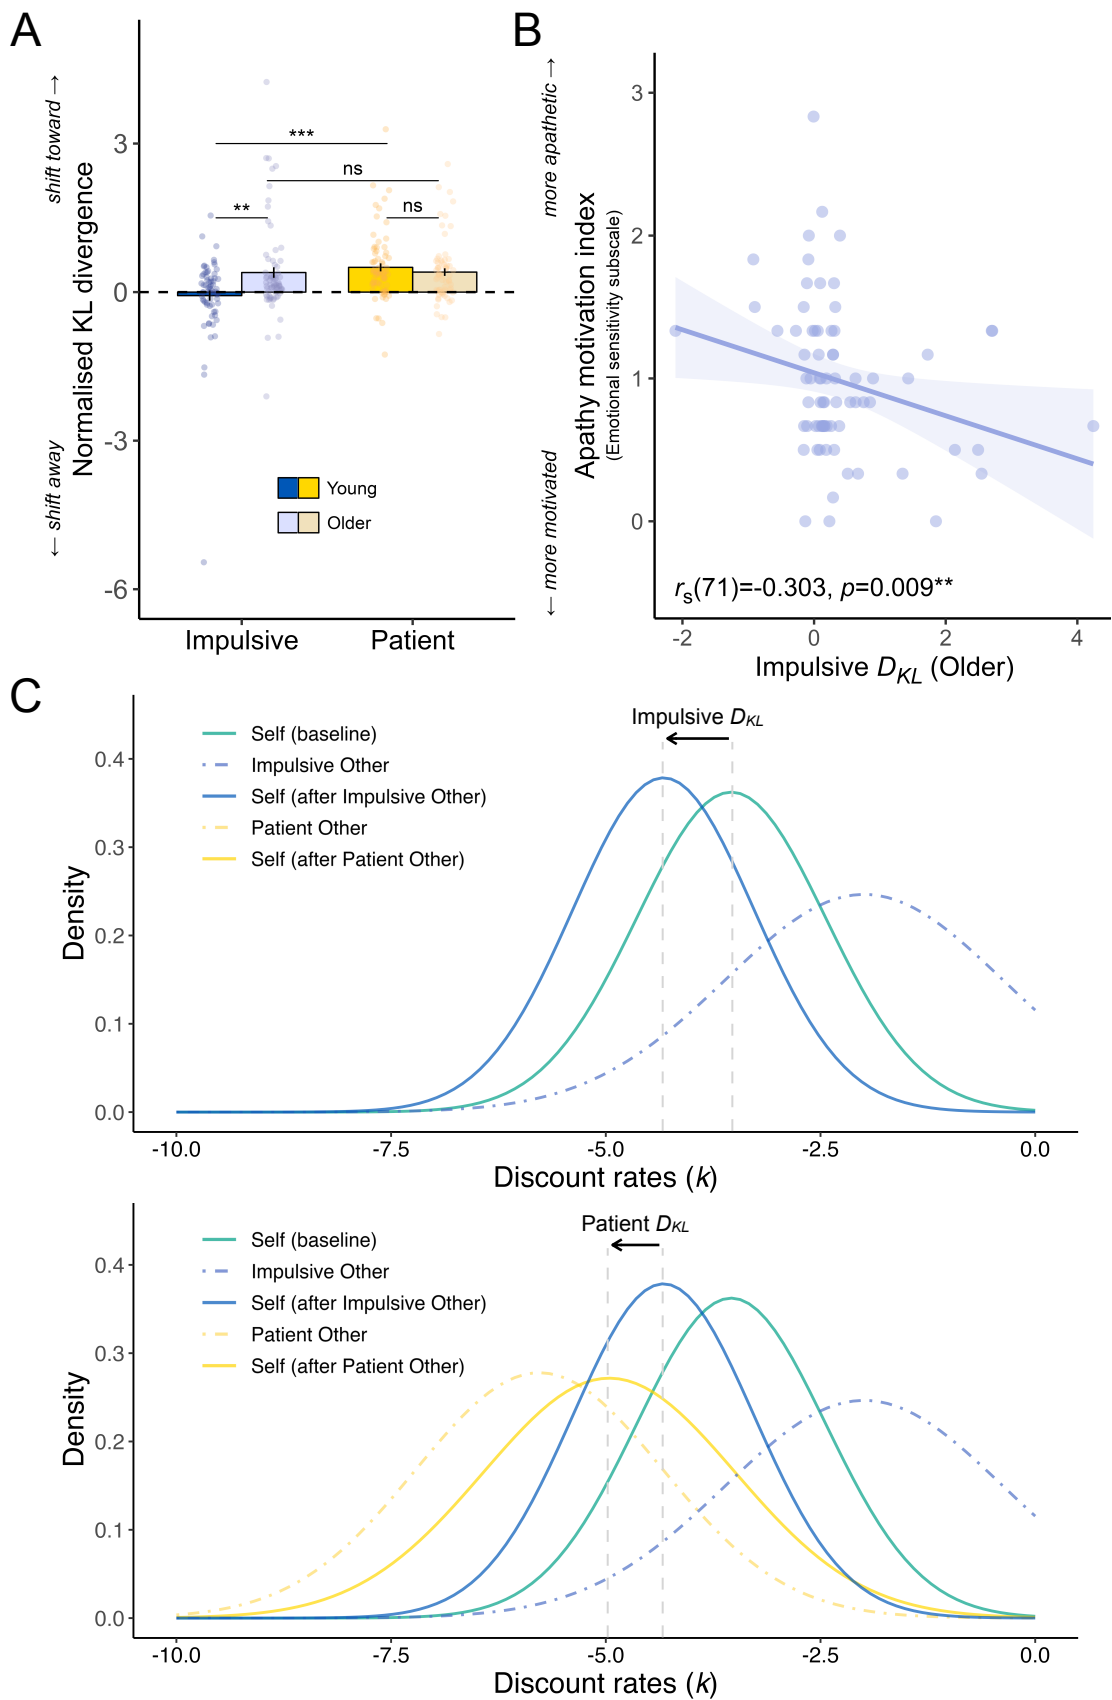 A
shift toward →
Normalised KL divergence
← shift away
3
0
-3
-6
***
ns
**
ns
Young
Older
Impulsive
Patient
B
more apathetic →
Apathy motivation index
(Emotional sensitivity subscale)
← more motivated
3
2
1
0
rs(71)=-0.303, p=0.009**
-2
0
2
4
Impulsive DKL (Older)
C
Impulsive DKL
Self (baseline)
Impulsive Other
Self (after Impulsive Other)
Patient Other
Self (after Patient Other)
Density
0.4
0.3
0.2
0.1
0.0
-10.0
-7.5
-5.0
-2.5
0.0
Discount rates (k)
Patient DKL
Self (baseline)
Impulsive Other
Self (after Impulsive Other)
Patient Other
Self (after Patient Other)
Density
0.4
0.3
0.2
0.1
0.0
-10.0
-7.5
-5.0
-2.5
0.0
Discount rates (k)